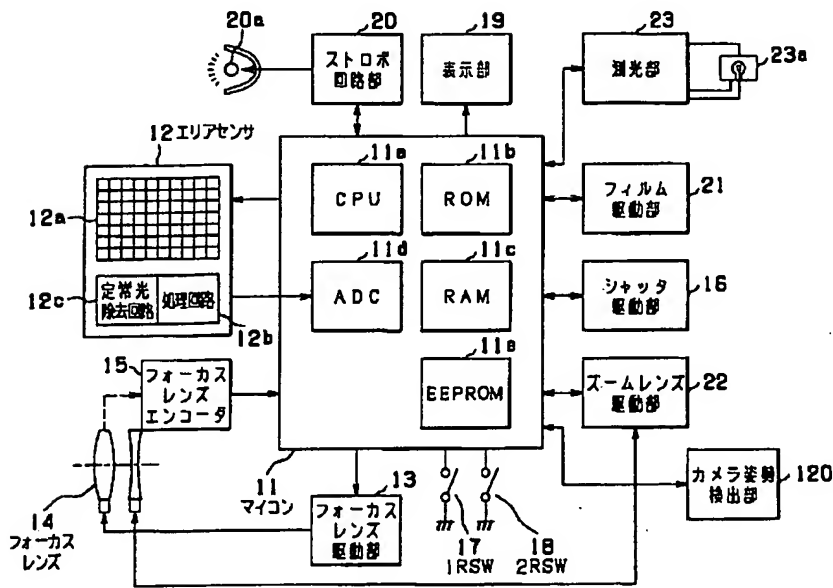 20a
20
ストロボ
回路部
19
表示部
23
測光部
23a
12 エリアセンサ
12a
12c
定常光
除去回路
処理回路
12b
11a
CPU
11b
ROM
11d
ADC
11c
RAM
11e
EEPROM
フィルム
駆動部
21
シャッタ
駆動部
16
ズームレンズ
駆動部
22
カメラ姿勢
検出部
120
15
フォーカス
レンズ
エンコーダ
14
フォーカス
レンズ
11
マイコン
13
フォーカス
レンズ
駆動部
17
1RSW
18
2RSW